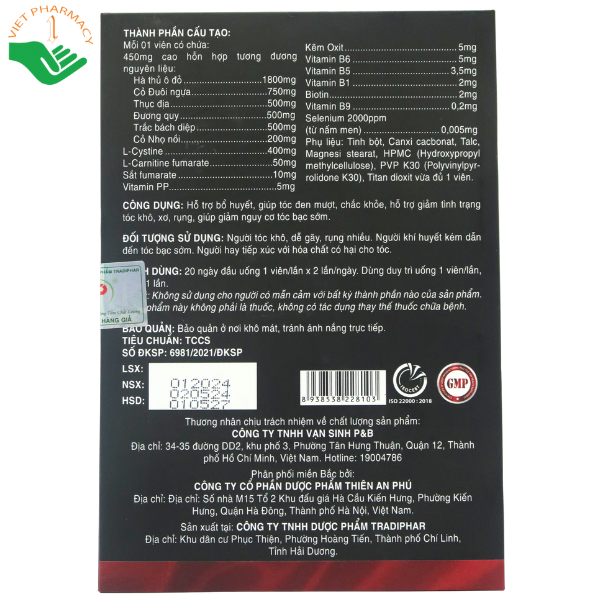 VIET PHARMACY
1
THÀNH PHẦN CẤU TẠO:
Mỗi 01 viên có chứa:
450mg cao hỗn hợp tương đương
nguyên liệu:
Hà thủ ô đỏ 1800mg
Cỏ Đuôi ngựa 750mg
Thục địa 500mg
Đương quy 500mg
Trắc bách diệp 500mg
Cỏ Nhọ nồi 200mg
L-Cystine 400mg
L-Carnitine fumarate 50mg
Sắt fumarate 10mg
Vitamin PP 5mg
Kẽm Oxit 5mg
Vitamin B6 5mg
Vitamin B5 3,5mg
Vitamin B1 2mg
Biotin 2mg
Vitamin B9 0,2mg
Selenium 2000ppm
(từ nấm men) 0,005mg
Phụ liệu: Tinh bột, Canxi cacbonat, Talc,
Magnesi stearat, HPMC (Hydroxypropyl
methylcellulose), PVP K30 (Polyvinylpy-
rolidone K30), Titan dioxit vừa đủ 1 viên.
CÔNG DỤNG: Hỗ trợ bổ huyết, giúp tóc đen mượt, chắc khỏe, hỗ trợ giảm tình trạng
tóc khô, xơ, rụng, giúp giảm nguy cơ tóc bạc sớm.
ĐỐI TƯỢNG SỬ DỤNG: Người tóc khô, dễ gãy, rụng nhiều. Người khí huyết kém dẫn
đến tóc bạc sớm. Người hay tiếp xúc với hóa chất có hại cho tóc.
DÙNG: 20 ngày đầu uống 1 viên/lần x 2 lần/ngày. Dùng duy trì uống 1 viên/lần,
1 lần.
Không sử dụng cho người có mẫn cảm với bất kỳ thành phần nào của sản phẩm.
phẩm này không phải là thuốc, không có tác dụng thay thế thuốc chữa bệnh.
BẢO QUẢN: Bảo quản ở nơi khô mát, tránh ánh nắng trực tiếp.
TIÊU CHUẨN: TCCS
SỐ ĐKSP: 6981/2021/ĐKSP
PHẨM TRADIPHAR
HÀNG GIẢ
LSX: 012024
NSX: 020524
HSD: 010527
8938538228103
ISOCERT
ISO 22000 : 2018
GMP
Thương nhân chịu trách nhiệm về chất lượng sản phẩm:
CÔNG TY TNHH VẠN SINH P&B
Địa chỉ: 34-35 đường DD2, khu phố 3, Phường Tân Hưng Thuận, Quận 12, Thành
phố Hồ Chí Minh, Việt Nam. Hotline: 19004786
Phân phối miền Bắc bởi:
CÔNG TY CỔ PHẦN DƯỢC PHẨM THIÊN AN PHÚ
Địa chỉ: Địa chỉ: Số nhà M15 Tổ 2 Khu đấu giá Hà Cầu Kiến Hưng, Phường Kiến
Hưng, Quận Hà Đông, Thành phố Hà Nội, Việt Nam.
Sản xuất tại: CÔNG TY TNHH DƯỢC PHẨM TRADIPHAR
Địa chỉ: Khu dân cư Phục Thiện, Phường Hoàng Tiến, Thành phố Chí Linh,
Tỉnh Hải Dương.